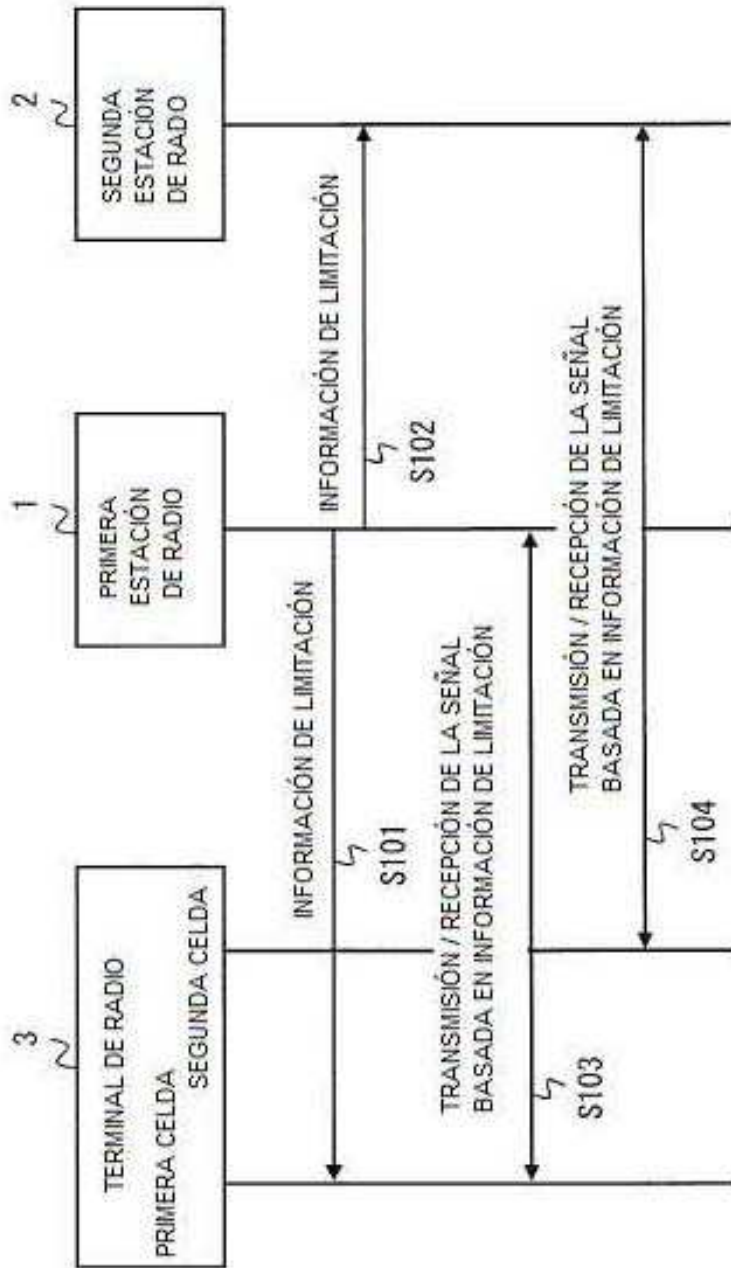 3
TERMINAL DE RADIO
PRIMERA CELDA
SEGUNDA CELDA
1
PRIMERA
ESTACIÓN
DE RADIO
2
SEGUNDA
ESTACIÓN
DE RADO
INFORMACIÓN DE LIMITACIÓN
S101
INFORMACIÓN DE LIMITACIÓN
S102
TRANSMISIÓN / RECEPCIÓN DE LA SEÑAL
BASADA EN INFORMACIÓN DE LIMITACIÓN
S103
TRANSMISIÓN / RECEPCIÓN DE LA SEÑAL
BASADA EN INFORMACIÓN DE LIMITACIÓN
S104